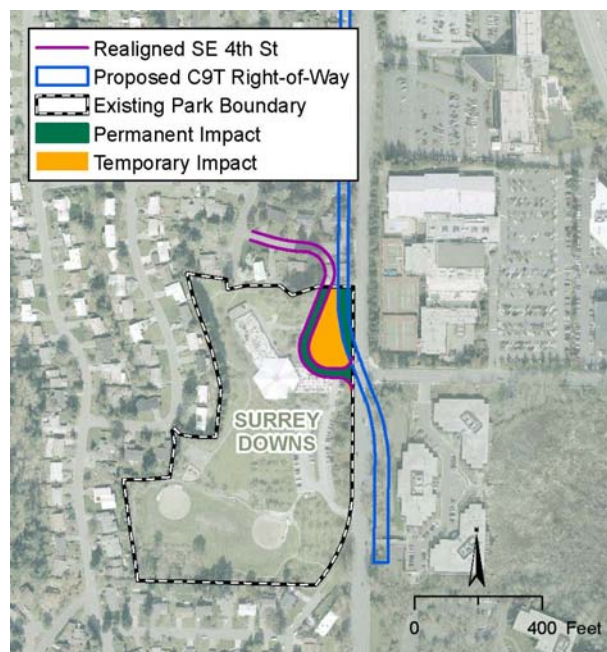 Realigned SE 4th St
Proposed C9T Right-of-Way
Existing Park Boundary
Permanent Impact
Temporary Impact
SURREY
DOWNS
0 400 Feet